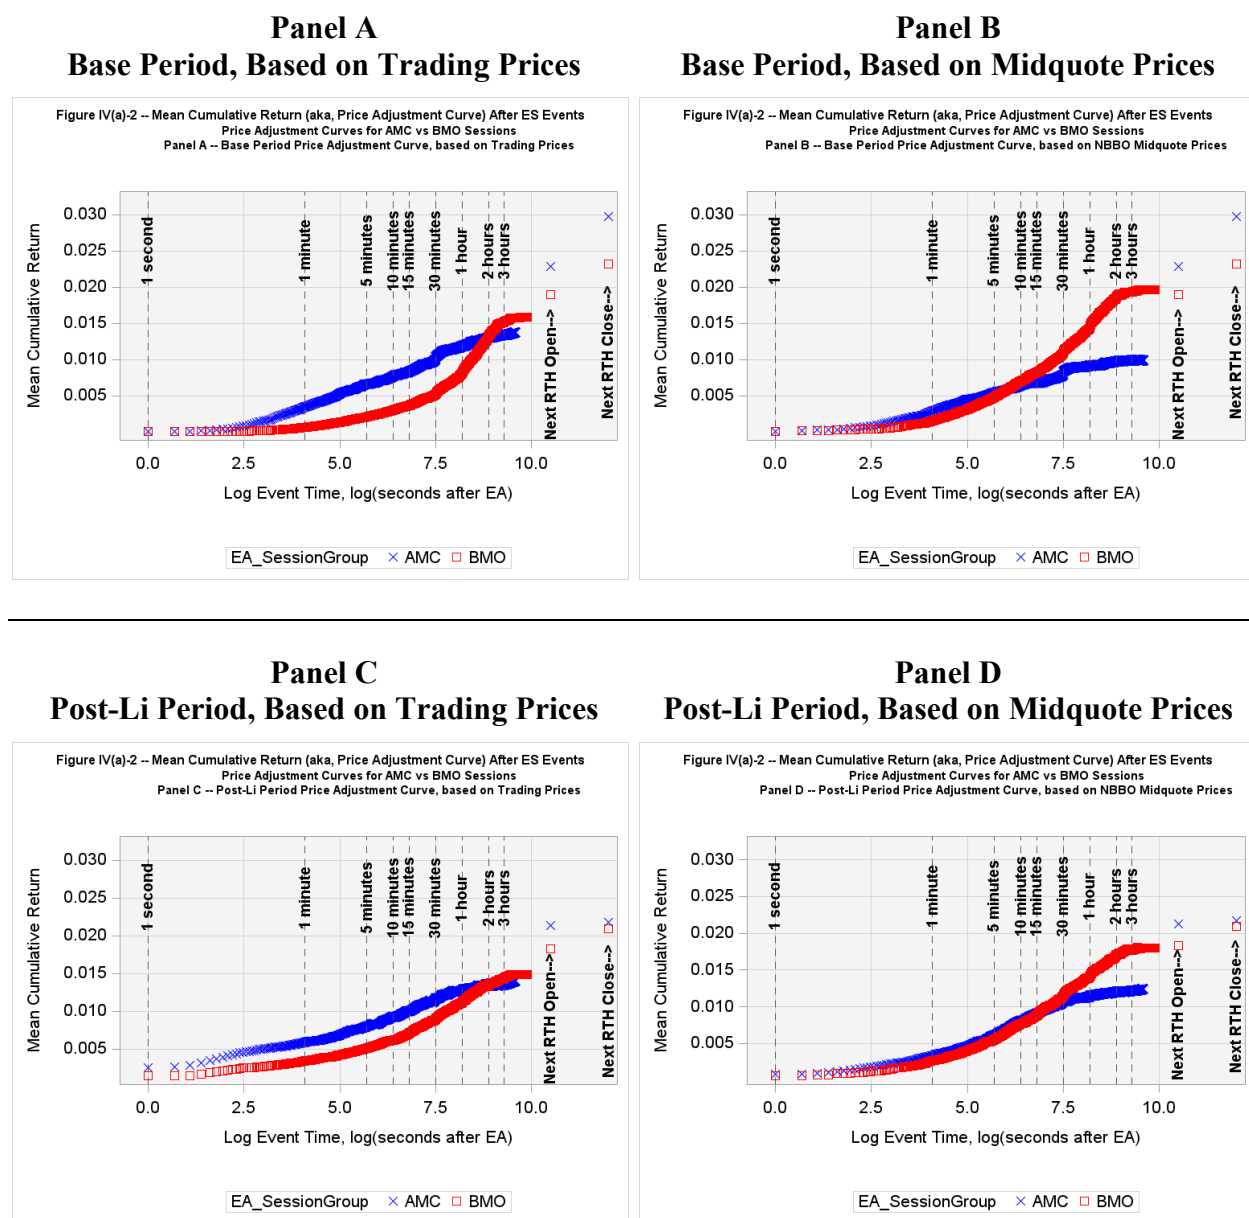 Panel A
Base Period, Based on Trading Prices
Figure IV(a)-2 -- Mean Cumulative Return (aka, Price Adjustment Curve) After ES Events
Price Adjustment Curves for AMC vs BMO Sessions
Panel A -- Base Period Price Adjustment Curve, based on Trading Prices
Mean Cumulative Return
0.030
0.025
0.020
0.015
0.010
0.005
1 second
1 minute
5 minutes
10 minutes
15 minutes
30 minutes
1 hour
2 hours
3 hours
Next RTH Open-->
Next RTH Close-->
0.0 2.5 5.0 7.5 10.0
Log Event Time, log(seconds after EA)
EA_SessionGroup AMC BMO
Panel B
Base Period, Based on Midquote Prices
Figure IV(a)-2 -- Mean Cumulative Return (aka, Price Adjustment Curve) After ES Events
Price Adjustment Curves for AMC vs BMO Sessions
Panel B -- Base Period Price Adjustment Curve, based on NBBO Midquote Prices
Mean Cumulative Return
0.030
0.025
0.020
0.015
0.010
0.005
1 second
1 minute
5 minutes
10 minutes
15 minutes
30 minutes
1 hour
2 hours
3 hours
Next RTH Open-->
Next RTH Close-->
0.0 2.5 5.0 7.5 10.0
Log Event Time, log(seconds after EA)
EA_SessionGroup AMC BMO
Panel C
Post-Li Period, Based on Trading Prices
Figure IV(a)-2 -- Mean Cumulative Return (aka, Price Adjustment Curve) After ES Events
Price Adjustment Curves for AMC vs BMO Sessions
Panel C -- Post-Li Period Price Adjustment Curve, based on Trading Prices
Mean Cumulative Return
0.030
0.025
0.020
0.015
0.010
0.005
1 second
1 minute
5 minutes
10 minutes
15 minutes
30 minutes
1 hour
2 hours
3 hours
Next RTH Open-->
Next RTH Close-->
0.0 2.5 5.0 7.5 10.0
Log Event Time, log(seconds after EA)
EA_SessionGroup AMC BMO
Panel D
Post-Li Period, Based on Midquote Prices
Figure IV(a)-2 -- Mean Cumulative Return (aka, Price Adjustment Curve) After ES Events
Price Adjustment Curves for AMC vs BMO Sessions
Panel D -- Post-Li Period Price Adjustment Curve, based on NBBO Midquote Prices
Mean Cumulative Return
0.030
0.025
0.020
0.015
0.010
0.005
1 second
1 minute
5 minutes
10 minutes
15 minutes
30 minutes
1 hour
2 hours
3 hours
Next RTH Open-->
Next RTH Close-->
0.0 2.5 5.0 7.5 10.0
Log Event Time, log(seconds after EA)
EA_SessionGroup AMC BMO